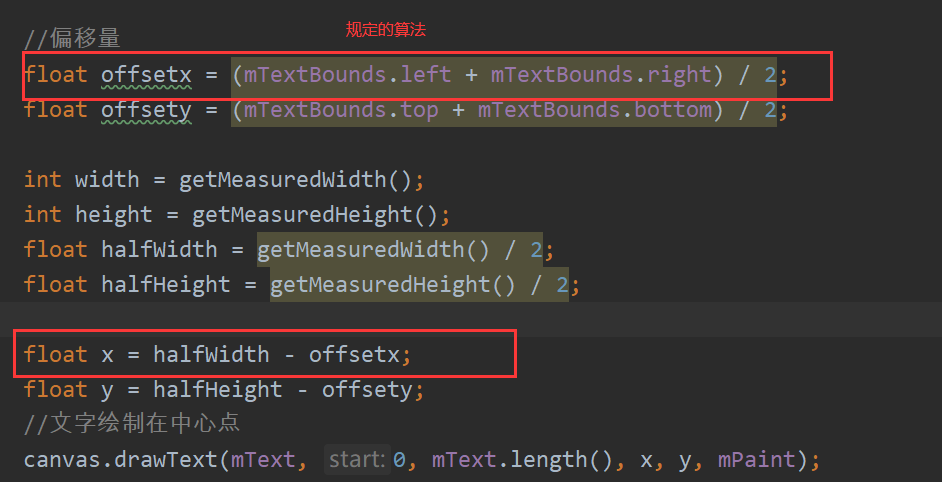 规定的算法
//偏移量
float offsetx = (mTextBounds.left + mTextBounds.right) / 2;
float offsety = (mTextBounds.top + mTextBounds.bottom) / 2;
int width = getMeasuredWidth();
int height = getMeasuredHeight();
float halfWidth = getMeasuredWidth() / 2;
float halfHeight = getMeasuredHeight() / 2;
float x = halfWidth - offsetx;
float y = halfHeight - offsety;
//文字绘制在中心点
canvas.drawText(mText, start: 0, mText.length(), x, y, mPaint);